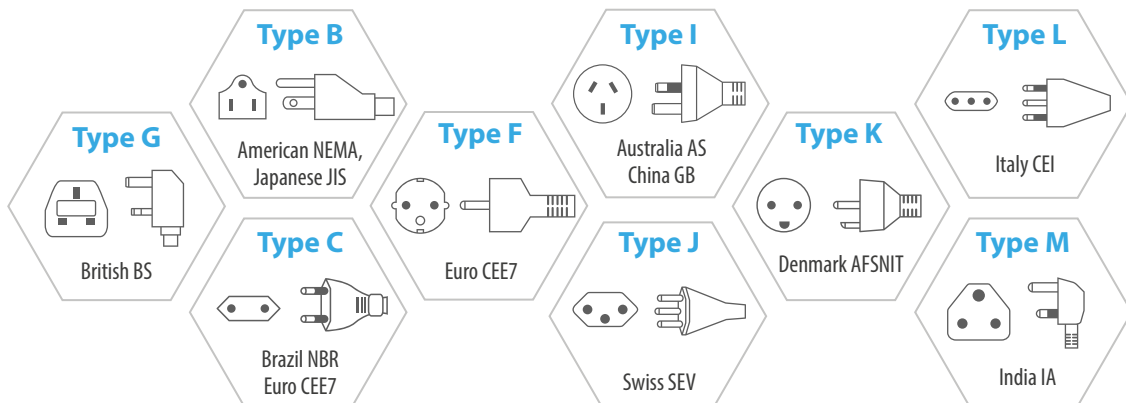 Type B
American NEMA,
Japanese JIS
Type I
Australia AS
China GB
Type L
Italy CEI
Type G
British BS
Type F
Euro CEE7
Type K
Denmark AFSNIT
Type C
Brazil NBR
Euro CEE7
Type J
Swiss SEV
Type M
India IA